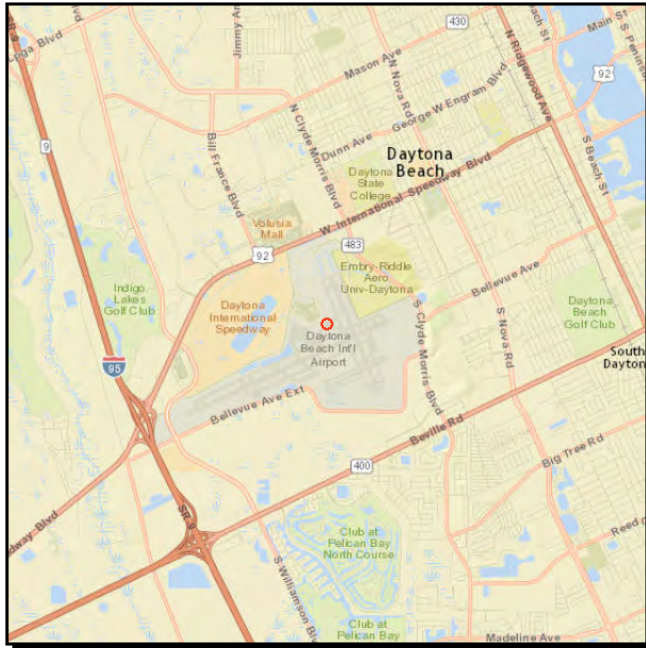 430
Main St
Beach St
S Peninsula
Jimmy An
Mason Ave
N Nova Rd
N Ridgewood Ave
92
George W Engram Blvd
9
N Clyde Morris Blvd
Dunn Ave
Bill France Blvd
Daytona
Beach
Daytona
State
College
S Beach St
W International Speedway Blvd
Volusia
Mall
92
483
Embry-Riddle
Aero
Univ-Daytona
Bellevue Ave
Indigo
Lakes
Golf Club
Daytona
International
Speedway
S Clyde Morris Blvd
Daytona
Beach
Golf Club
Daytona
Beach Int'l
Airport
S Nova Rd
South
Dayton
95
Bellevue Ave Ext
Beville Rd
400
Big Tree Rd
SR 9
dway Blvd
Reed
Club at
Pelican Bay
North Course
S Williamson Blv
Club at
Pelican Bay
Madeline Ave